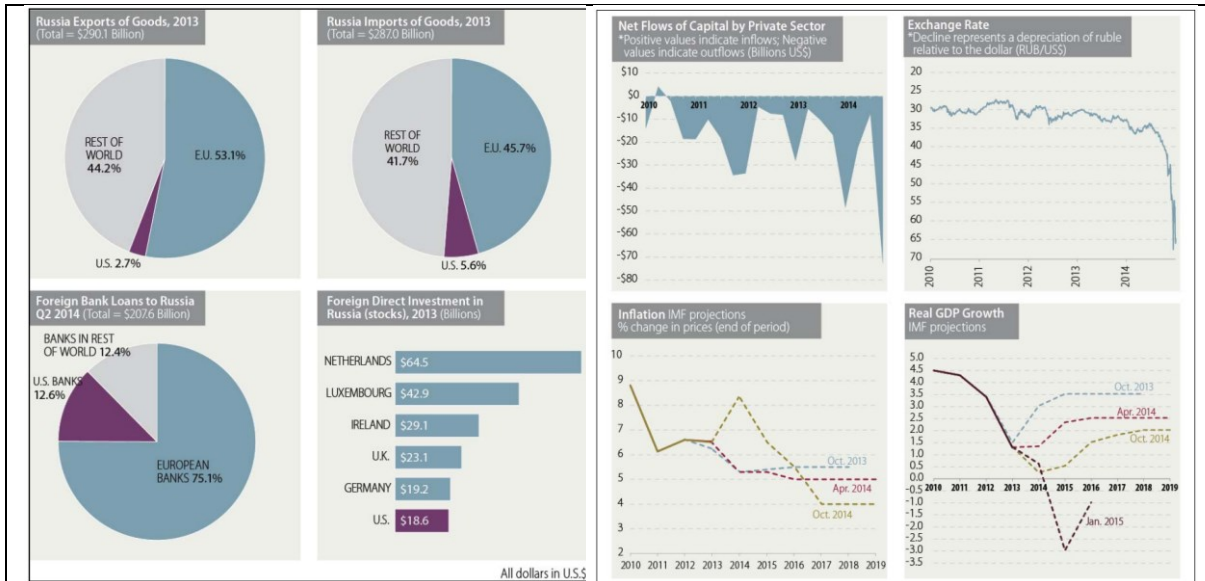 Russia Exports of Goods, 2013
(Total = $290.1 Billion)
REST OF
WORLD
44.2%
E.U. 53.1%
U.S. 2.7%
Russia Imports of Goods, 2013
(Total = $287.0 Billion)
REST OF
WORLD
41.7%
E.U. 45.7%
U.S. 5.6%
Foreign Bank Loans to Russia
Q2 2014 (Total = $207.6 Billion)
BANKS IN REST
OF WORLD 12.4%
U.S. BANKS
12.6%
EUROPEAN
BANKS 75.1%
Foreign Direct Investment in
Russia (stocks), 2013 (Billions)
NETHERLANDS $64.5
LUXEMBOURG $42.9
IRELAND $29.1
U.K. $23.1
GERMANY $19.2
U.S. $18.6
All dollars in U.S.$
Net Flows of Capital by Private Sector
*Positive values indicate inflows; Negative
values indicate outflows (Billions US$)
$10
$0
-$10
-$20
-$30
-$40
-$50
-$60
-$70
-$80
2010 2011 2012 2013 2014
Exchange Rate
*Decline represents a depreciation of ruble
relative to the dollar (RUB/US$)
20
25
30
35
40
45
50
55
60
65
70
2010 2011 2012 2013 2014
Inflation IMF projections
% change in prices (end of period)
10
9
8
7
6
5
4
3
2
Oct. 2013
Apr. 2014
Oct. 2014
2010 2011 2012 2013 2014 2015 2016 2017 2018 2019
Real GDP Growth
IMF projections
5.0
4.5
4.0
3.5
3.0
2.5
2.0
1.5
1.0
0.5
0.0
-0.5
-1.0
-1.5
-2.0
-2.5
-3.0
-3.5
Oct. 2013
Apr. 2014
Oct. 2014
2010 2011 2012 2013 2014 2015 2016 2017 2018 2019
Jan. 2015